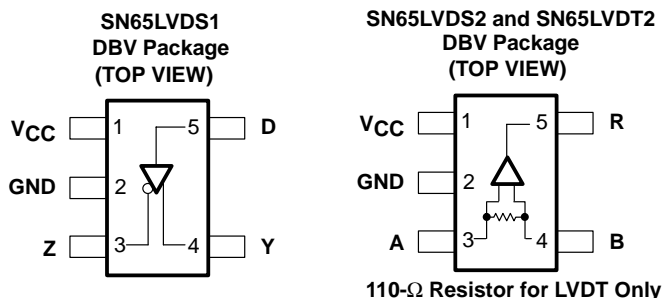 SN65LVDS1
DBV Package
(TOP VIEW)
VCC 1 5 D
GND 2
Z 3 4 Y
SN65LVDS2 and SN65LVDT2
DBV Package
(TOP VIEW)
VCC 1 5 R
GND 2
A 3 4 B
110-Ω Resistor for LVDT Only